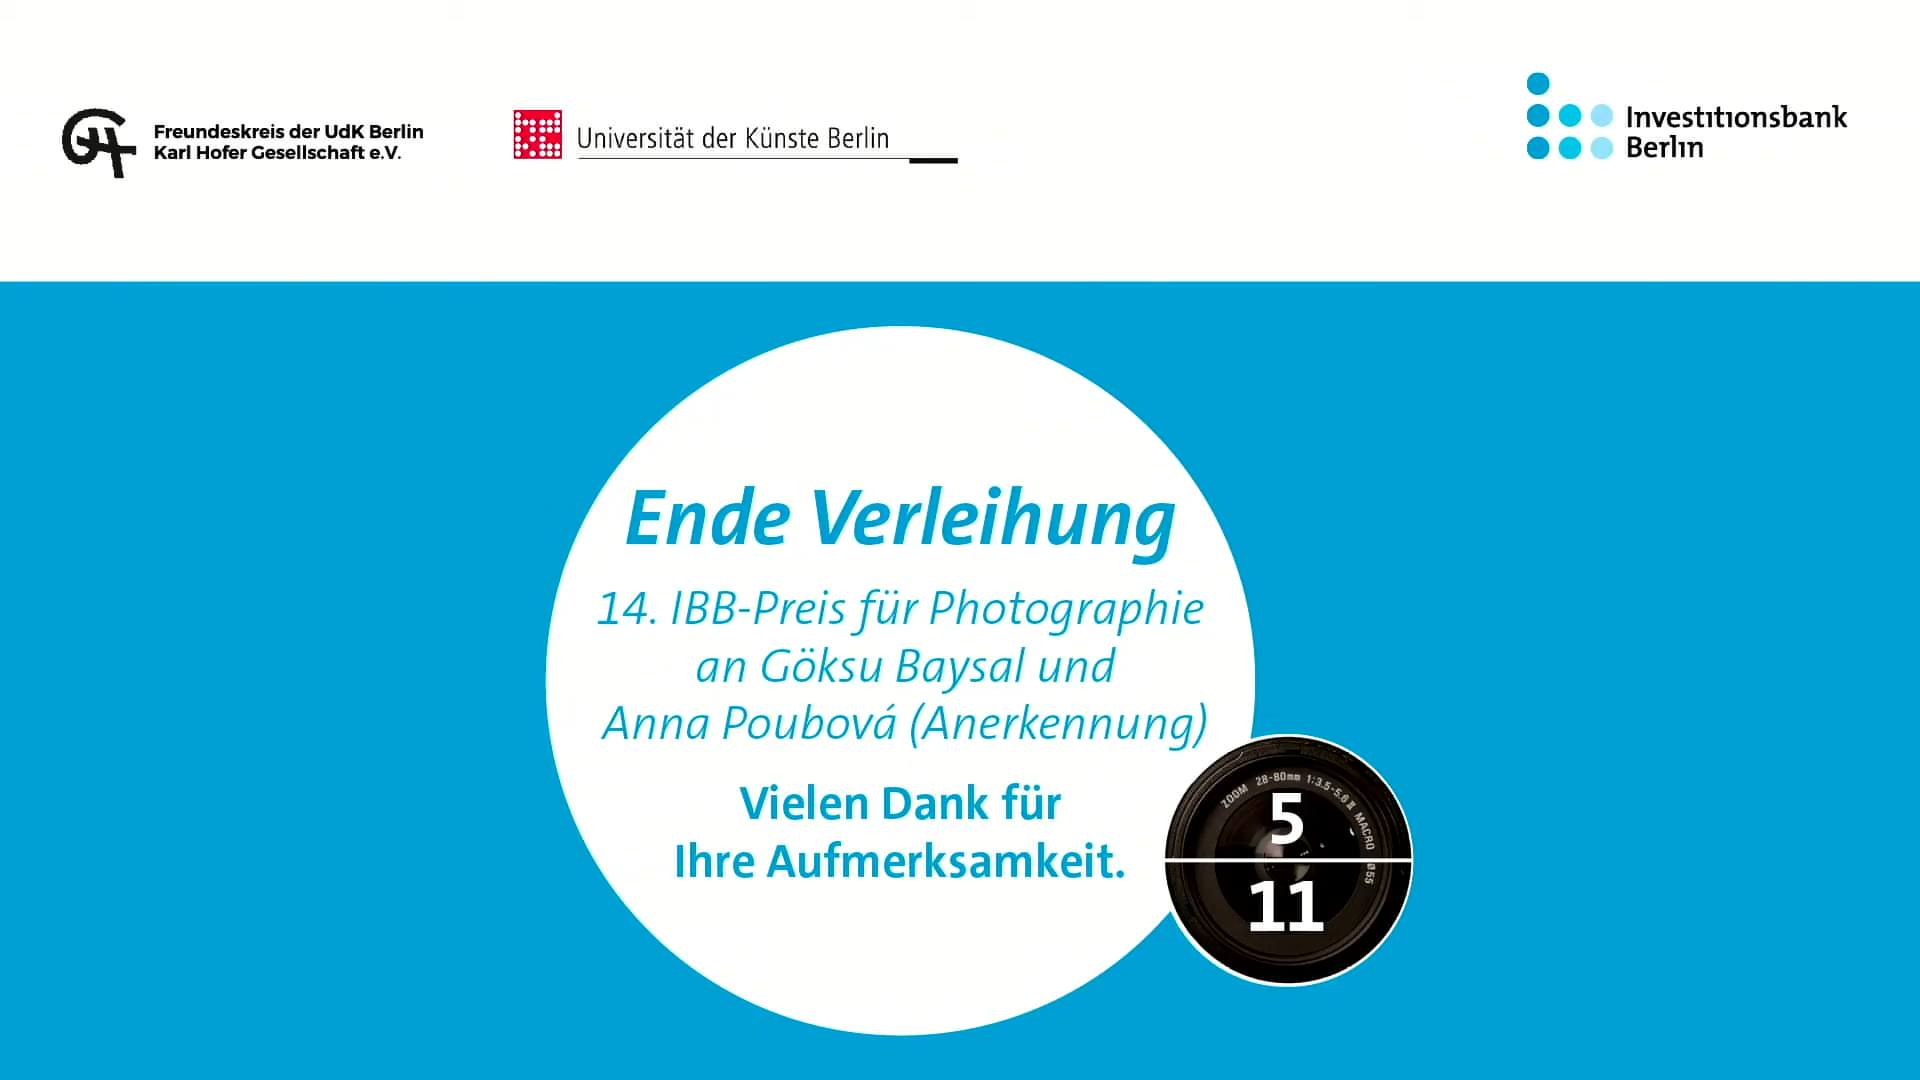 Freundeskreis der UdK Berlin
Karl Hofer Gesellschaft e.V.
Universität der Künste Berlin
Investitionsbank
Berlin
Ende Verleihung
14. IBB-Preis für Photographie
an Göksu Baysal und
Anna Poubová (Anerkennung)
Vielen Dank für
Ihre Aufmerksamkeit.
ZOOM 28-80mm 1:3.5-5.6 II MACRO Ø55
5
11